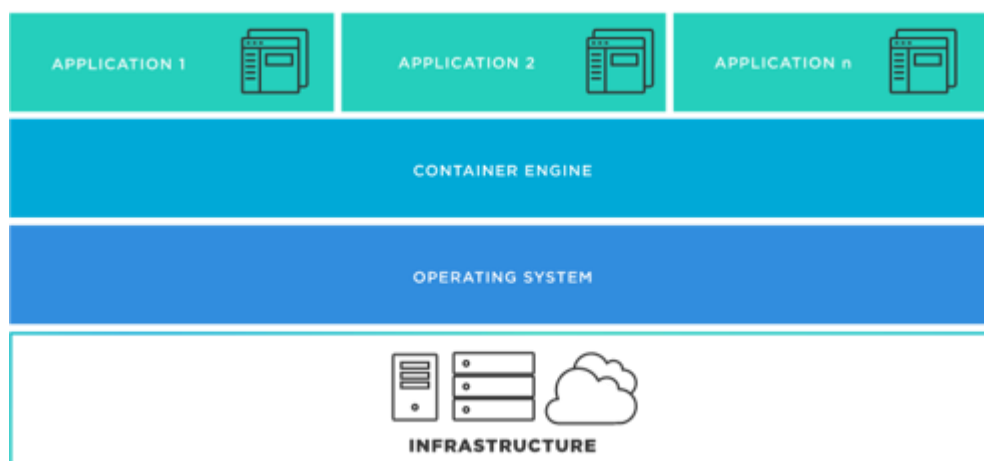 APPLICATION 1
APPLICATION 2
APPLICATION n
CONTAINER ENGINE
OPERATING SYSTEM
INFRASTRUCTURE